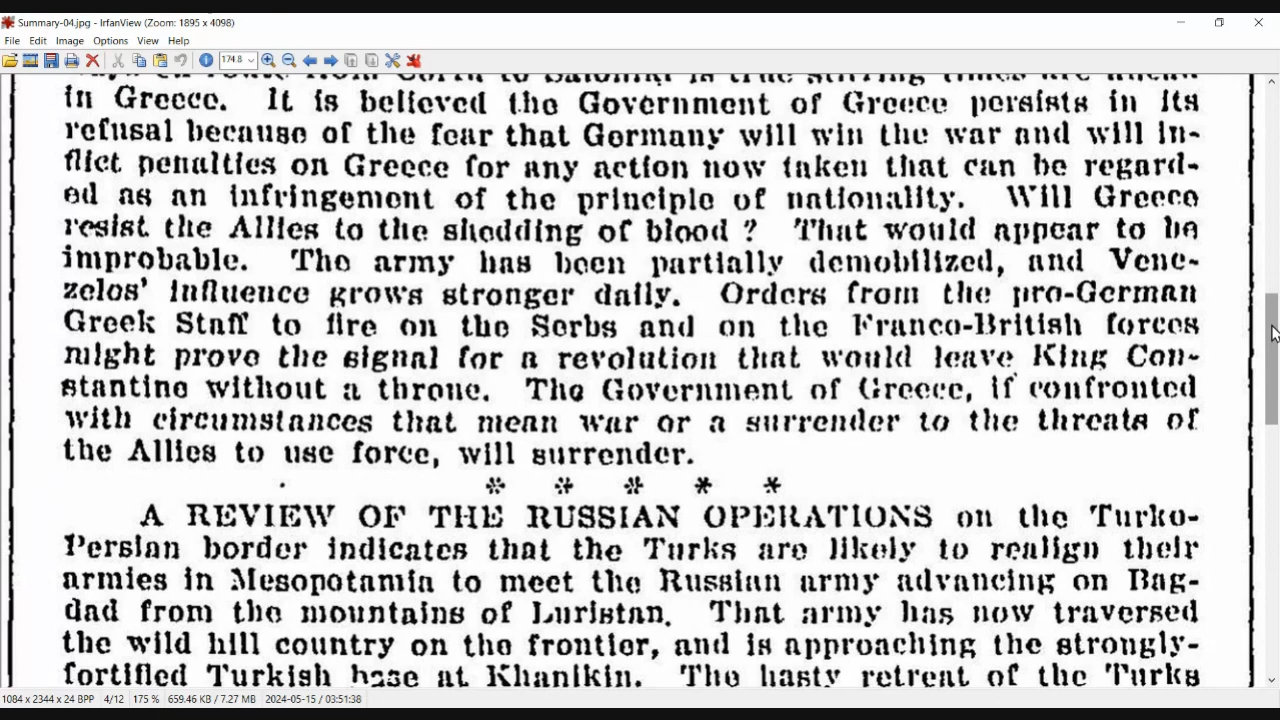 Summary-04.jpg - IrfanView (Zoom: 1895 x 4098)
File Edit Image Options View Help
174.8
in Greece. It is believed the Government of Greece persists in its
refusal because of the fear that Germany will win the war and will in-
flict penalties on Greece for any action now taken that can be regard-
ed as an infringement of the principle of nationality. Will Greece
resist the Allies to the shedding of blood ? That would appear to be
improbable. The army has been partially demobilized, and Vene-
zelos' influence grows stronger daily. Orders from the pro-German
Greek Staff to fire on the Serbs and on the Franco-British forces
might prove the signal for a revolution that would leave King Con-
stantine without a throne. The Government of Greece, if confronted
with circumstances that mean war or a surrender to the threats of
the Allies to use force, will surrender.
* * * * *
A REVIEW OF THE RUSSIAN OPERATIONS on the Turko-
Persian border indicates that the Turks are likely to realign their
armies in Mesopotamia to meet the Russian army advancing on Bag-
dad from the mountains of Luristan. That army has now traversed
the wild hill country on the frontier, and is approaching the strongly-
fortified Turkish base at Khanikin. The hasty retreat of the Turks
1084 x 2344 x 24 BPP 4/12 175 % 659.46 KB / 7.27 MB 2024-05-15 / 03:51:38